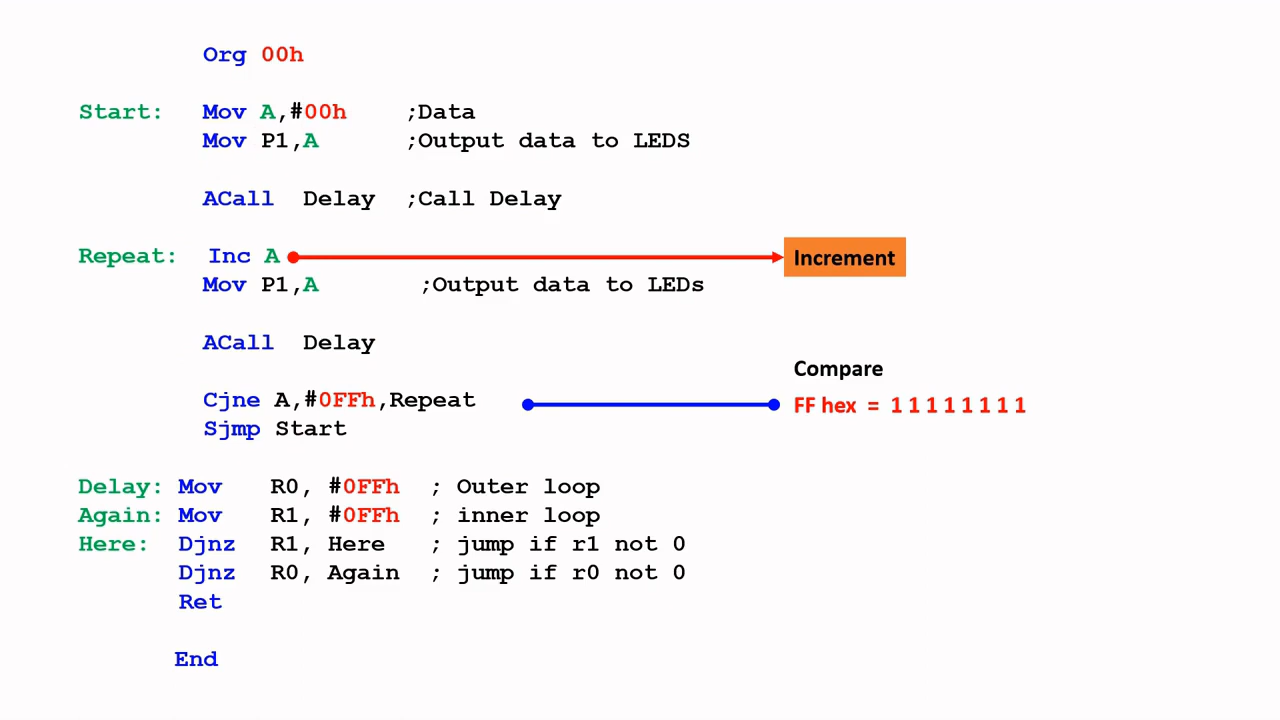 Org 00h
Start: Mov A,#00h ;Data
Mov P1,A ;Output data to LEDS
ACall Delay ;Call Delay
Repeat: Inc A Increment
Mov P1,A ;Output data to LEDs
ACall Delay
Compare
Cjne A,#0FFh,Repeat FF hex = 1 1 1 1 1 1 1 1
Sjmp Start
Delay: Mov R0, #0FFh ; Outer loop
Again: Mov R1, #0FFh ; inner loop
Here: Djnz R1, Here ; jump if r1 not 0
Djnz R0, Again ; jump if r0 not 0
Ret
End